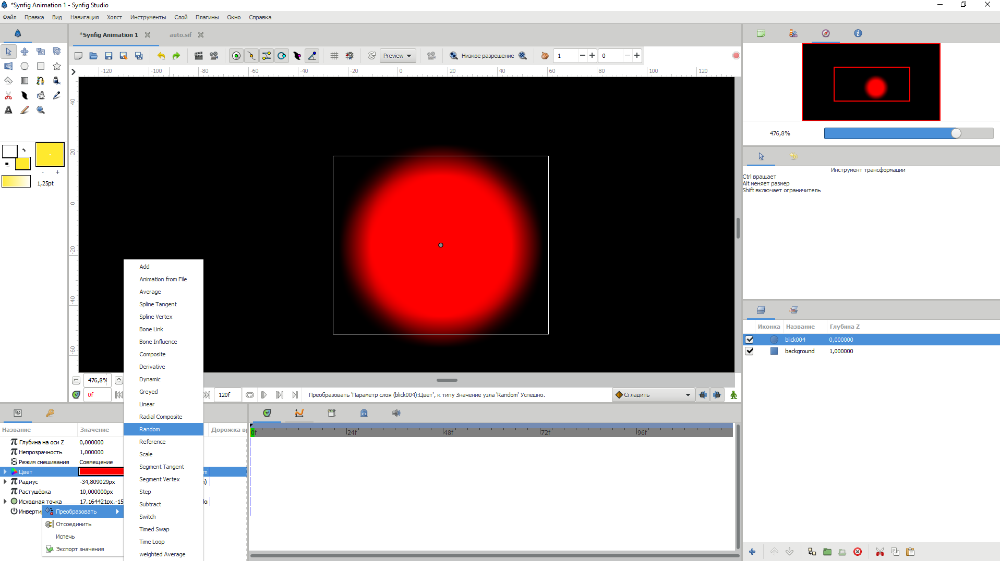 *Synfig Animation 1 - Synfig Studio
Файл Правка Вид Навигация Холст Инструменты Слой Плагины Окно Справка
*Synfig Animation 1
auto.sif
Preview
Низкое разрешение
1
0
-120 -100 -80 -60 -40 -20 0 20 40 60 80 100 120
40
20
0
-20
-40
-60
- +
1,25pt
476,8%
Инструмент трансформации
Ctrl вращает
Alt меняет размер
Shift включает ограничитель
Иконка Название Глубина Z
blick004 0,000000
background 1,000000
476,8%
0f
120f
Преобразовать 'Параметр слоя (blick004):Цвет', к типу Значение узла 'Random' Успешно.
Сгладить
Название Значение Дорожка вр
Глубина на оси Z 0,000000
Непрозрачность 1,000000
Режим смешивания Совмещение
Цвет
Радиус -34,809029px
Растушёвка 10,000000px
Исходная точка 17,164421px,-15
Инверти
Преобразовать
Отсоединить
Испечь
Экспорт значения
Add
Animation from File
Average
Spline Tangent
Spline Vertex
Bone Link
Bone Influence
Composite
Derivative
Dynamic
Greyed
Linear
Radial Composite
Random
Reference
Scale
Segment Tangent
Segment Vertex
Step
Subtract
Switch
Timed Swap
Time Loop
weighted Average
0f 24f 48f 72f 96f